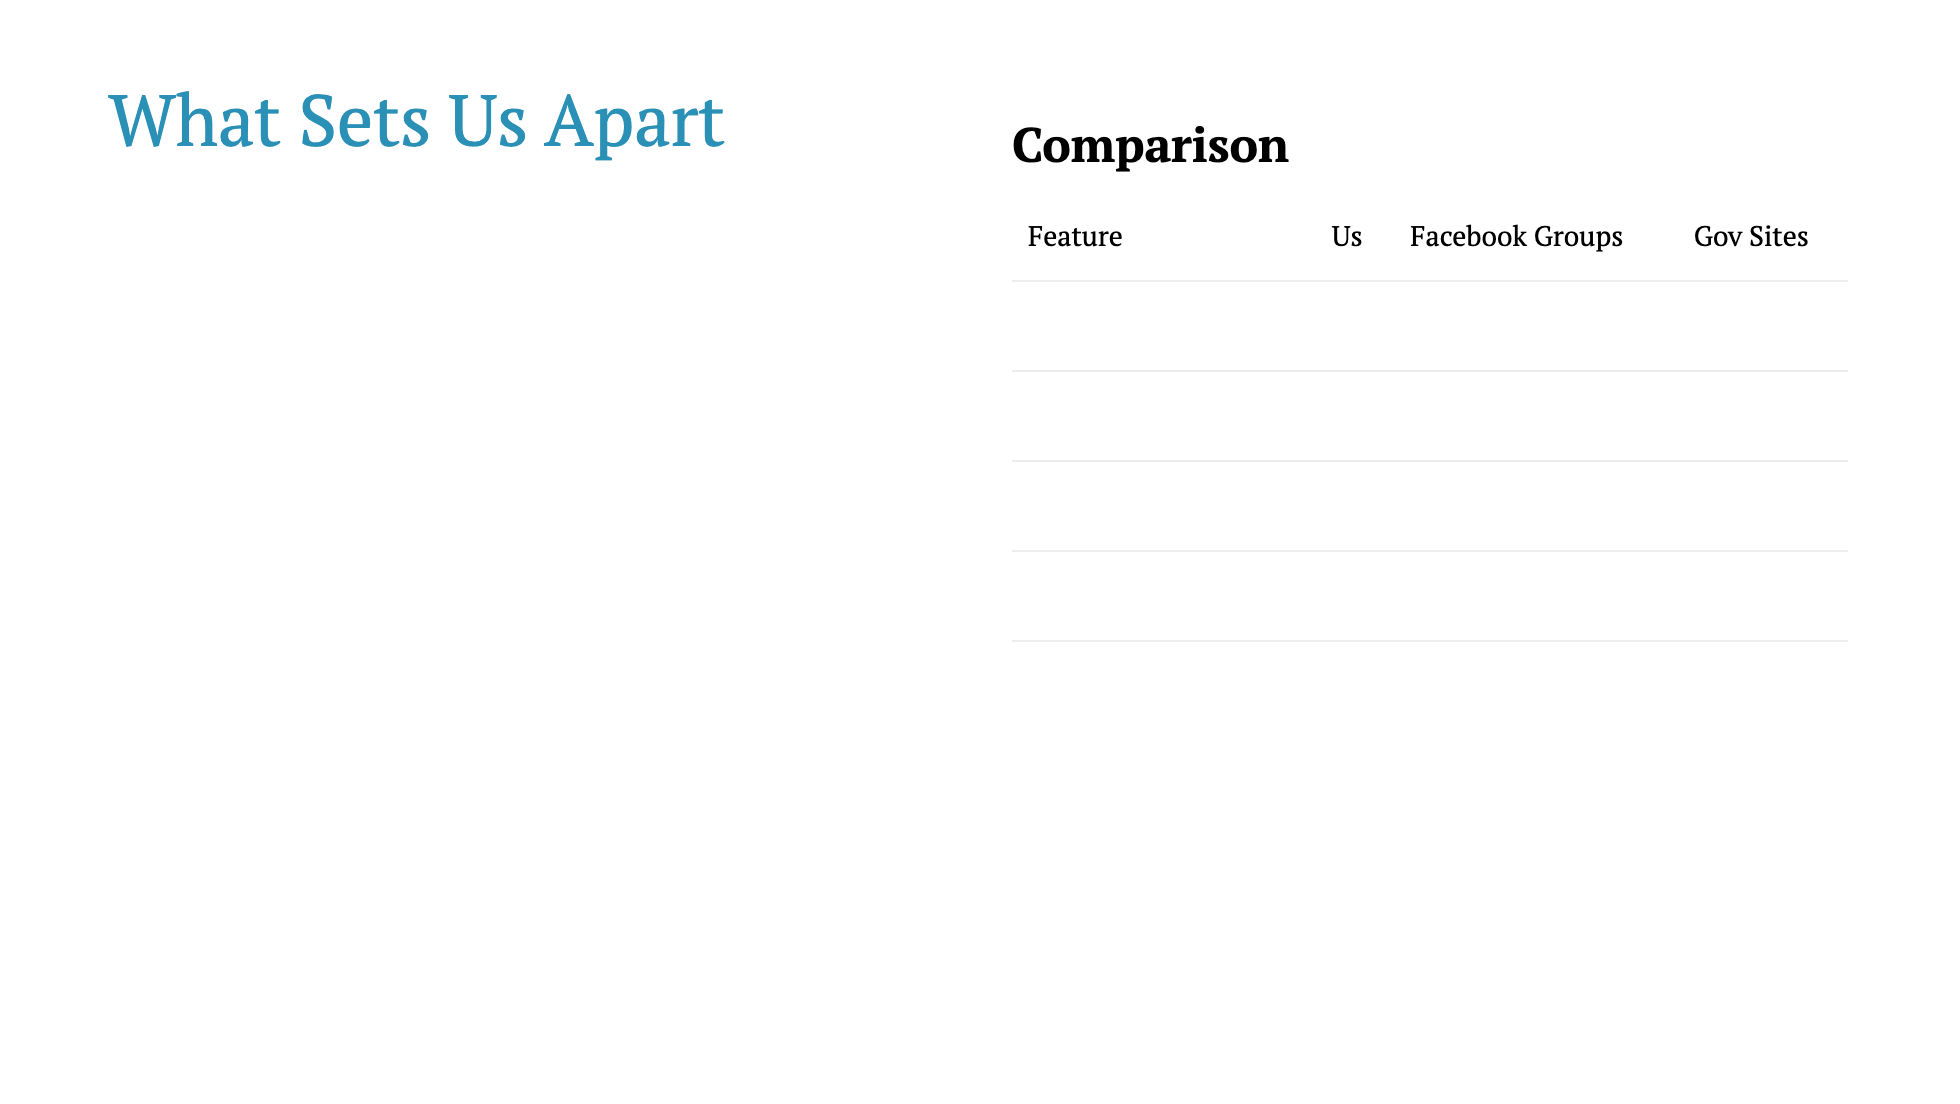 What Sets Us Apart
Comparison
Feature Us Facebook Groups Gov Sites